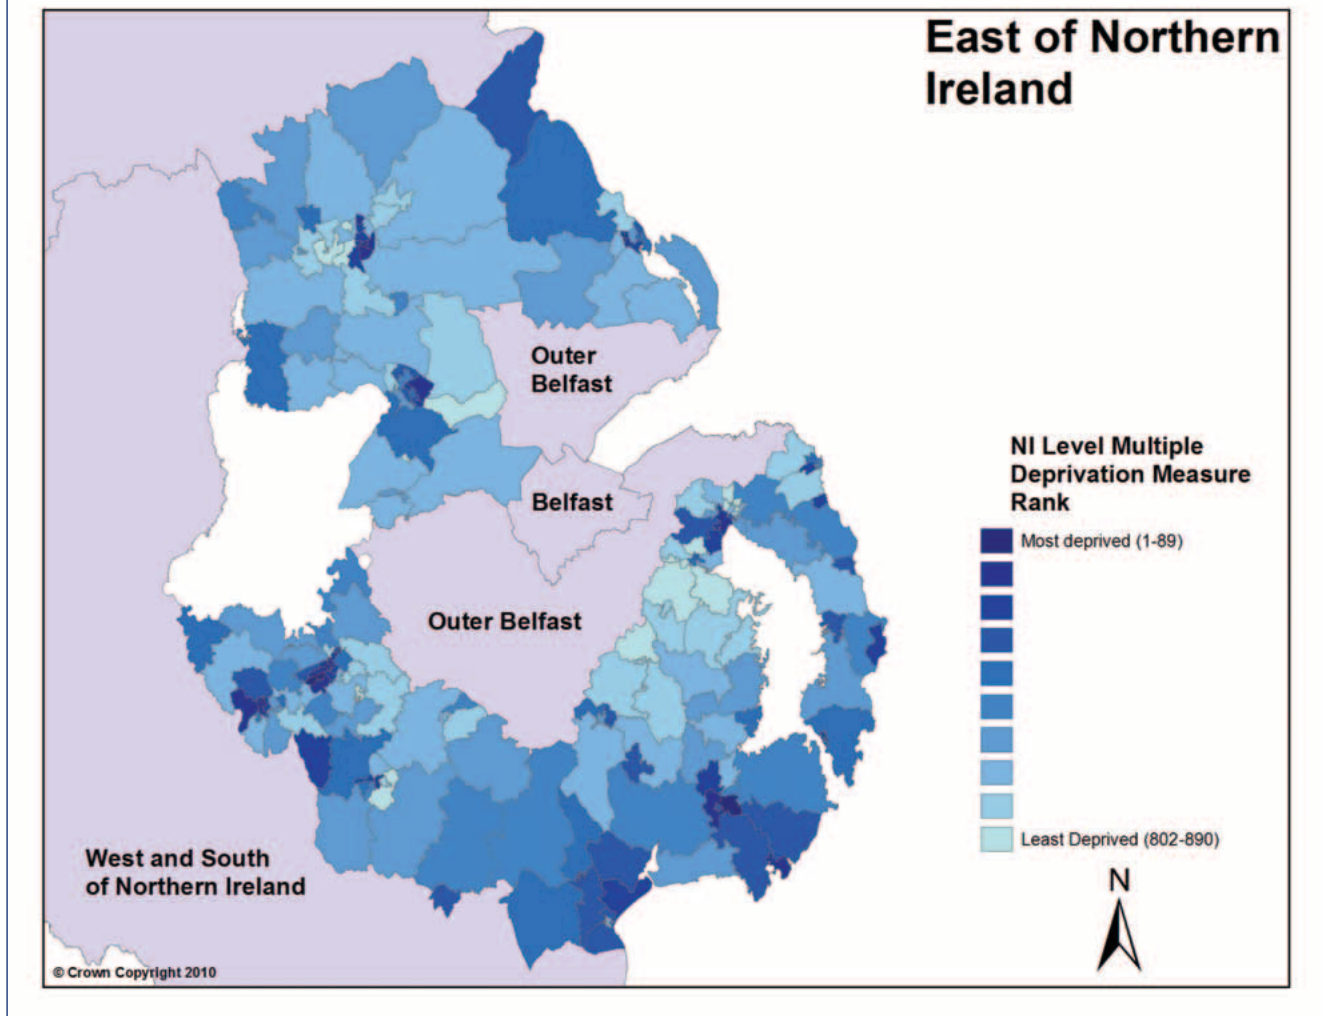 East of Northern
Ireland
Outer
Belfast
Belfast
Outer Belfast
NI Level Multiple
Deprivation Measure
Rank
Most deprived (1-89)
Least Deprived (802-890)
West and South
of Northern Ireland
N
© Crown Copyright 2010